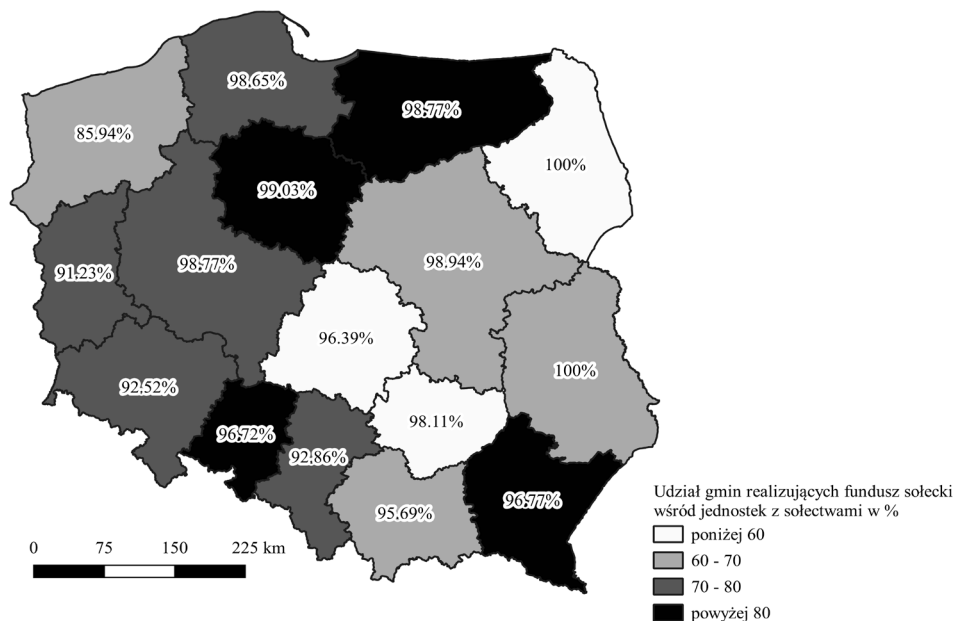 98.65%
98.77%
85.94%
100%
99.03%
98.77%
98.94%
91.23%
96.39%
100%
92.52%
98.11%
96.72%
92.86%
96.77%
95.69%
Udział gmin realizujących fundusz sołecki
wśród jednostek z sołectwami w %
poniżej 60
60 - 70
70 - 80
powyżej 80
0 75 150 225 km